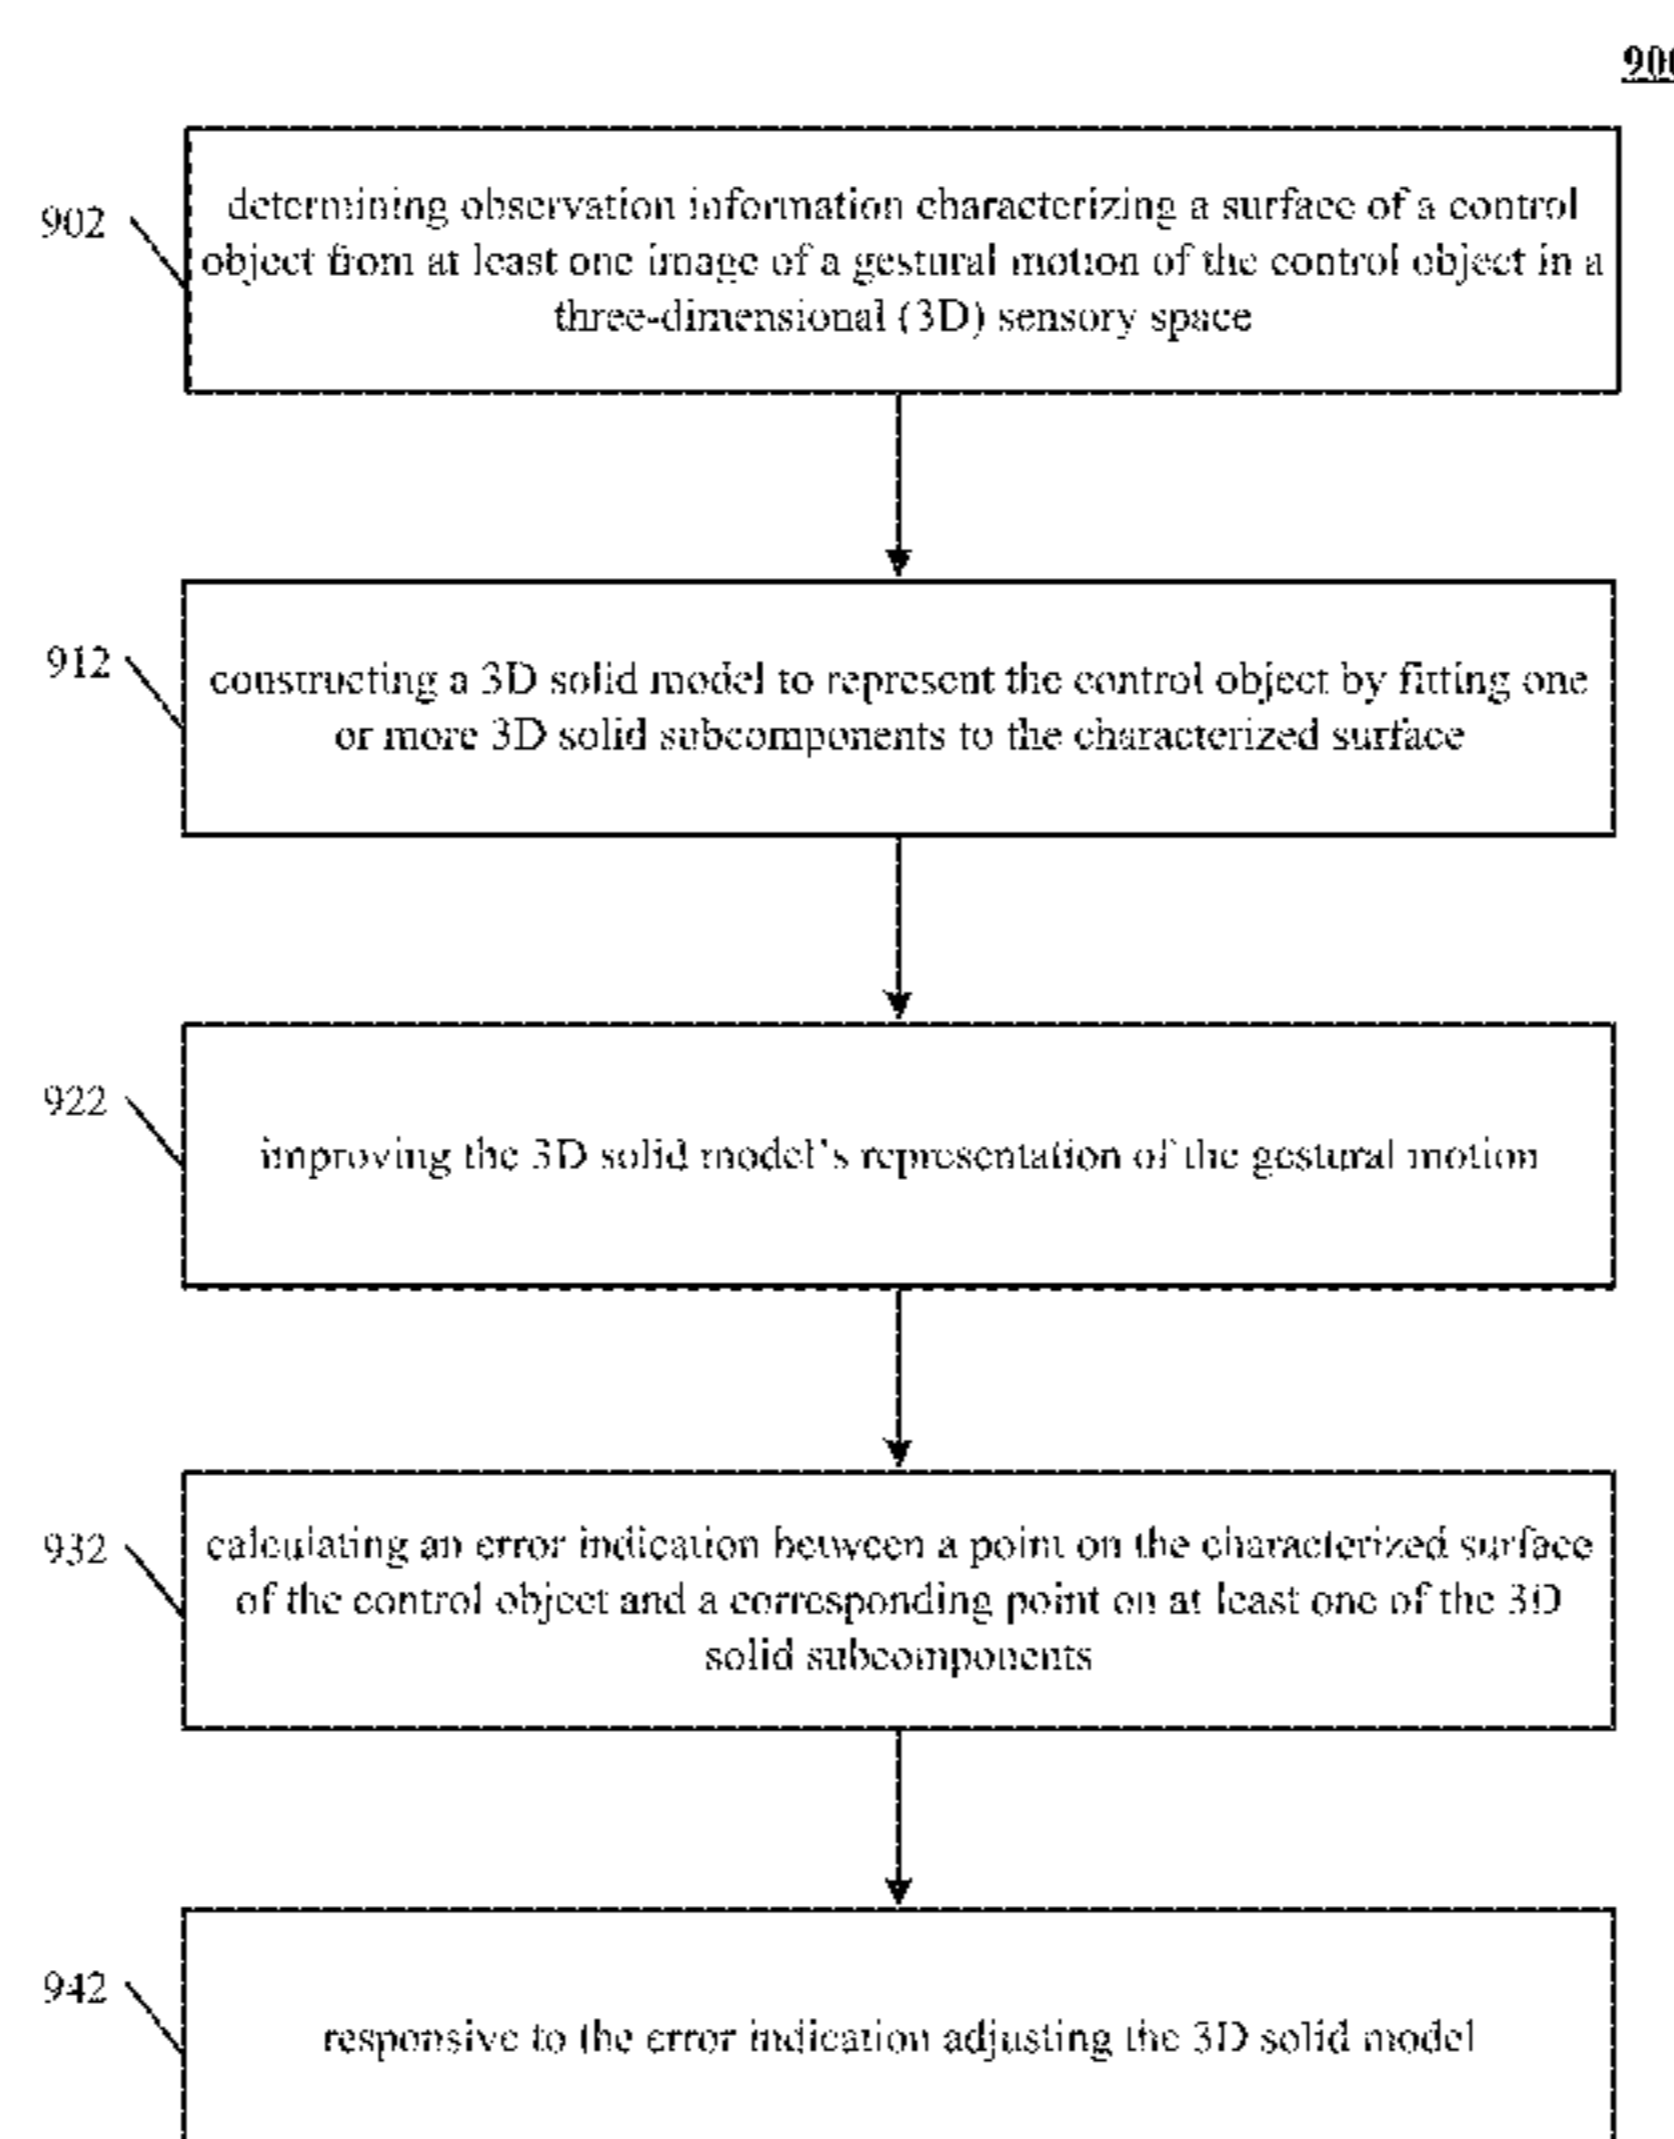 900
902
determining observation information characterizing a surface of a control
object from at least one image of a gestural motion of the control object in a
three-dimensional (3D) sensory space
912
constructing a 3D solid model to represent the control object by fitting one
or more 3D solid subcomponents to the characterized surface
922
improving the 3D solid model's representation of the gestural motion
932
calculating an error indication between a point on the characterized surface
of the control object and a corresponding point on at least one of the 3D
solid subcomponents
942
responsive to the error indication adjusting the 3D solid model